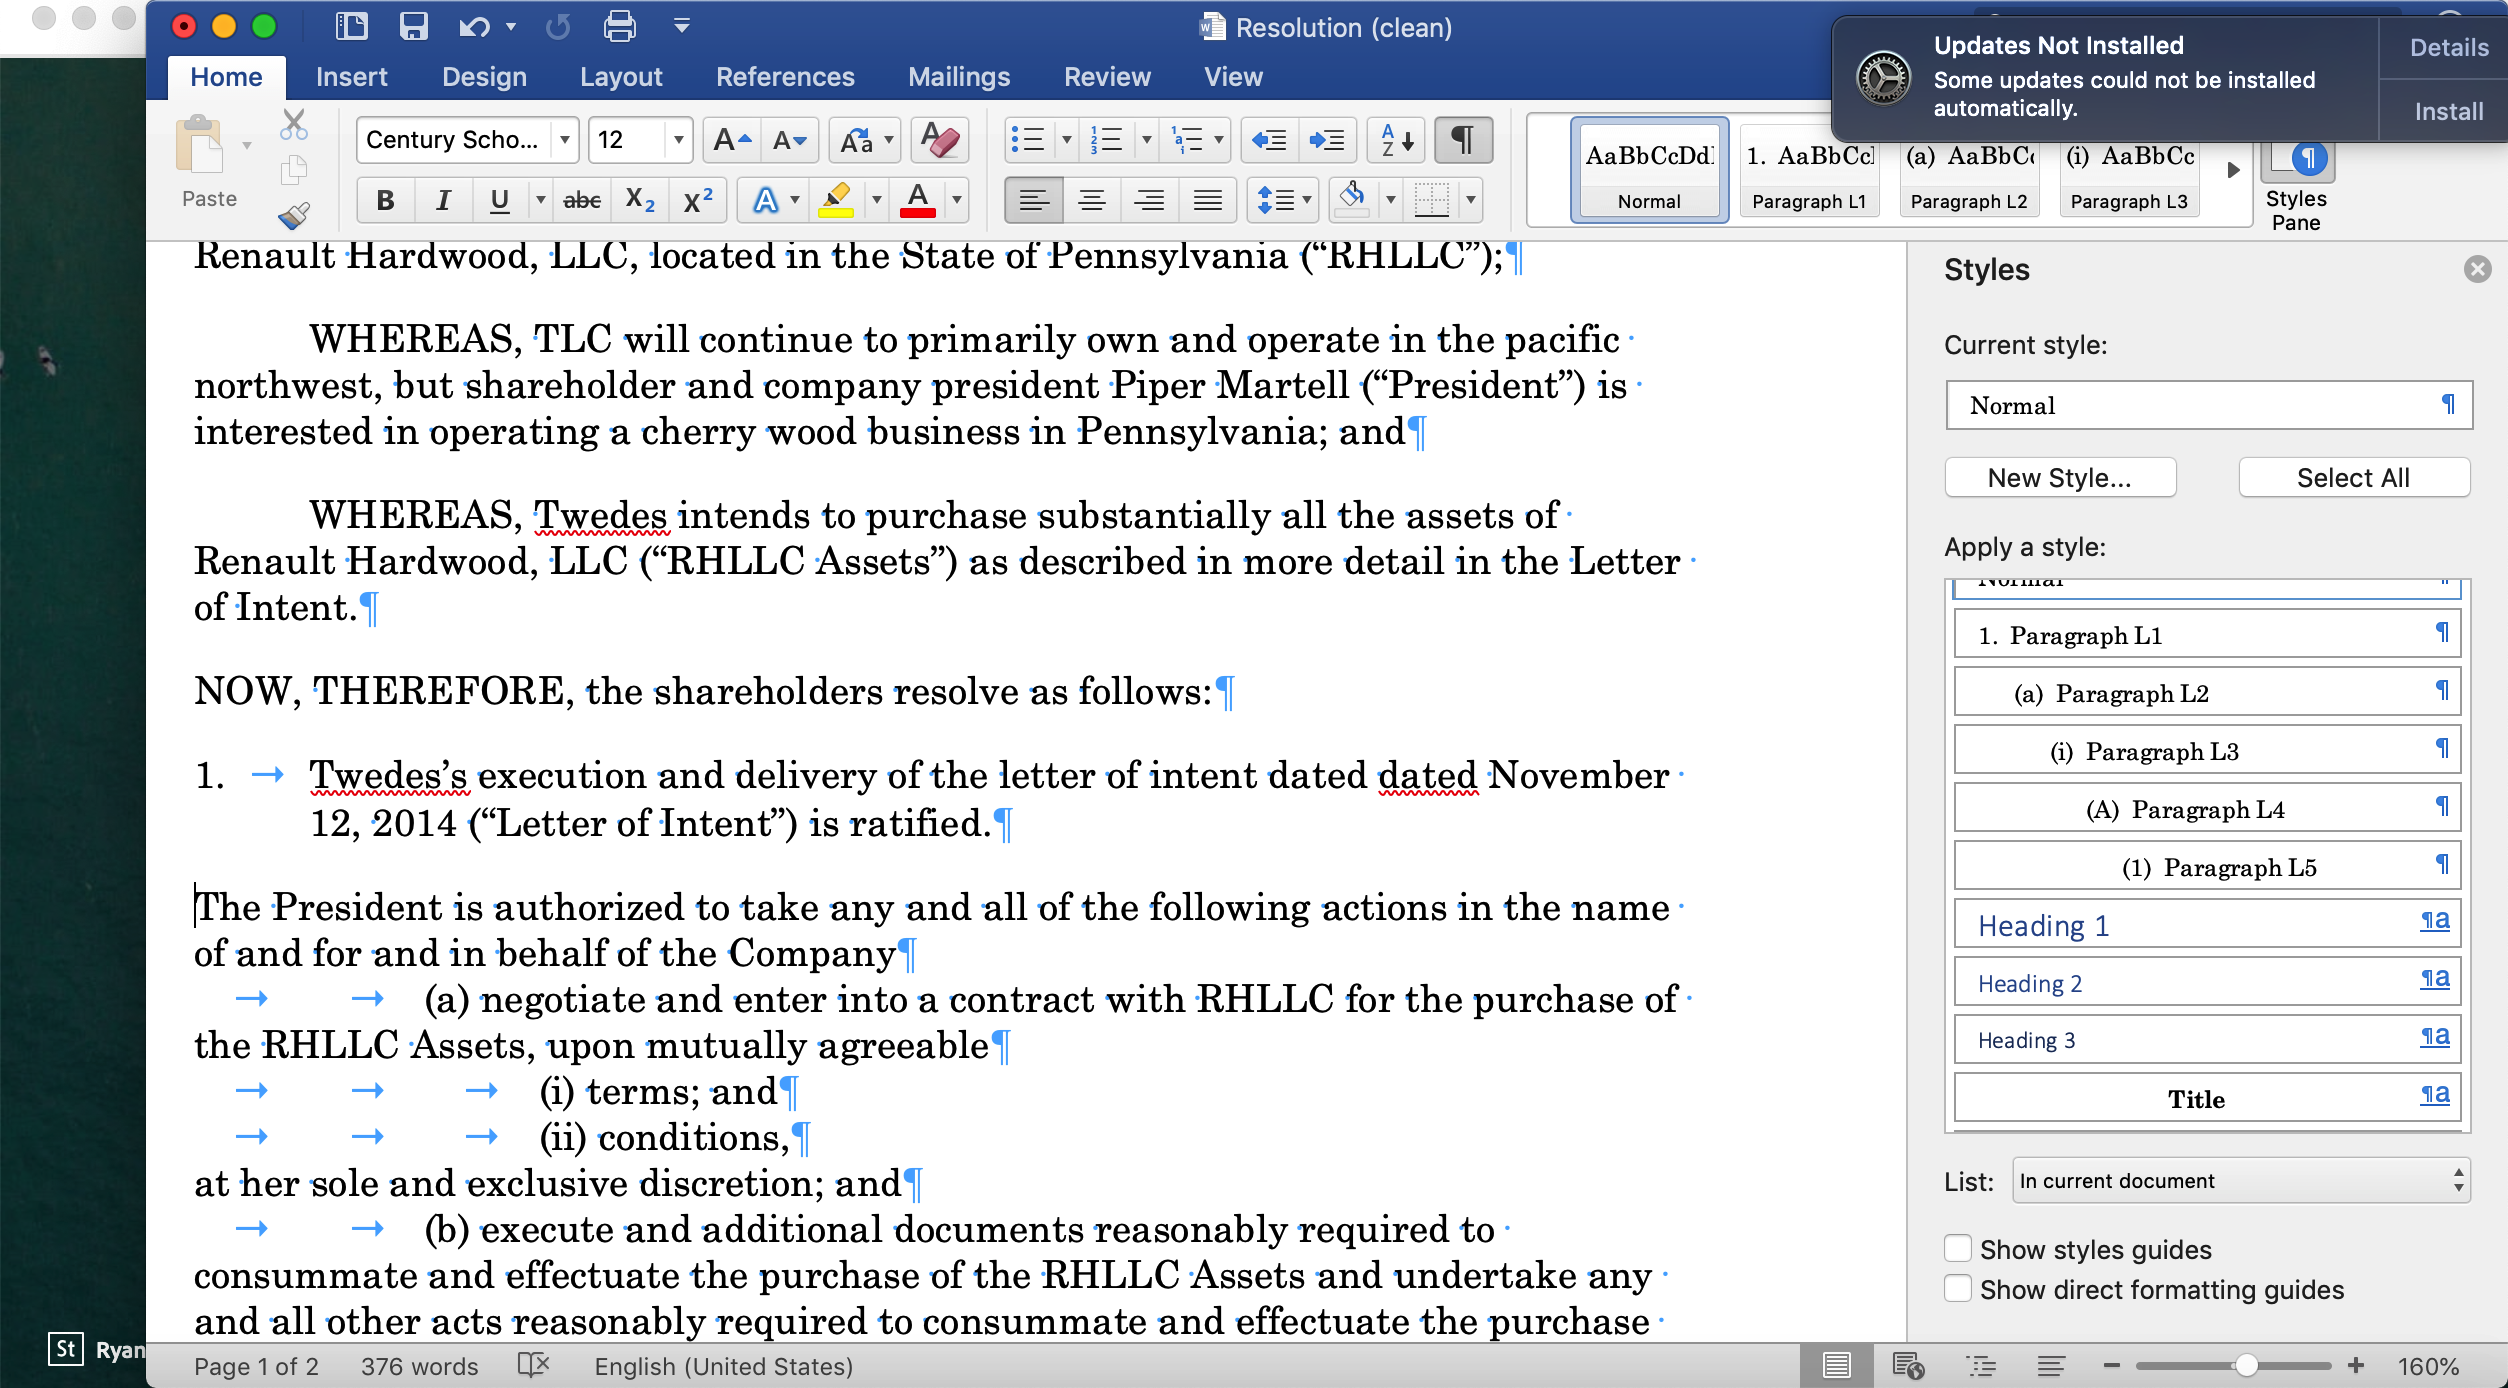 Resolution (clean)
Updates Not Installed
Some updates could not be installed
automatically.
Details
Install
Home Insert Design Layout References Mailings Review View
Paste
Century Scho... 12
A A Aa A
B I U abc X2 X2 A A
A Z
¶
AaBbCcDd
Normal
1. AaBbCc
Paragraph L1
(a) AaBbC
Paragraph L2
(i) AaBbCc
Paragraph L3
Styles
Pane
Renault Hardwood, LLC, located in the State of Pennsylvania (“RHLLC”);¶
WHEREAS, TLC will continue to primarily own and operate in the pacific
northwest, but shareholder and company president Piper Martell (“President”) is
interested in operating a cherry wood business in Pennsylvania; and¶
WHEREAS, Twedes intends to purchase substantially all the assets of
Renault Hardwood, LLC (“RHLLC Assets”) as described in more detail in the Letter
of Intent.¶
NOW, THEREFORE, the shareholders resolve as follows:¶
1. → Twedes’s execution and delivery of the letter of intent dated dated November
12, 2014 (“Letter of Intent”) is ratified.¶
The President is authorized to take any and all of the following actions in the name
of and for and in behalf of the Company¶
→ → (a) negotiate and enter into a contract with RHLLC for the purchase of
the RHLLC Assets, upon mutually agreeable¶
→ → → (i) terms; and¶
→ → → (ii) conditions,¶
at her sole and exclusive discretion; and¶
→ → (b) execute and additional documents reasonably required to
consummate and effectuate the purchase of the RHLLC Assets and undertake any
and all other acts reasonably required to consummate and effectuate the purchase
Styles
Current style:
Normal ¶
New Style... Select All
Apply a style:
Normal ¶
1. Paragraph L1 ¶
(a) Paragraph L2 ¶
(i) Paragraph L3 ¶
(A) Paragraph L4 ¶
(1) Paragraph L5 ¶
Heading 1 ¶a
Heading 2 ¶a
Heading 3 ¶a
Title ¶a
List: In current document
Show styles guides
Show direct formatting guides
St Ryan
Page 1 of 2 376 words English (United States) 160%